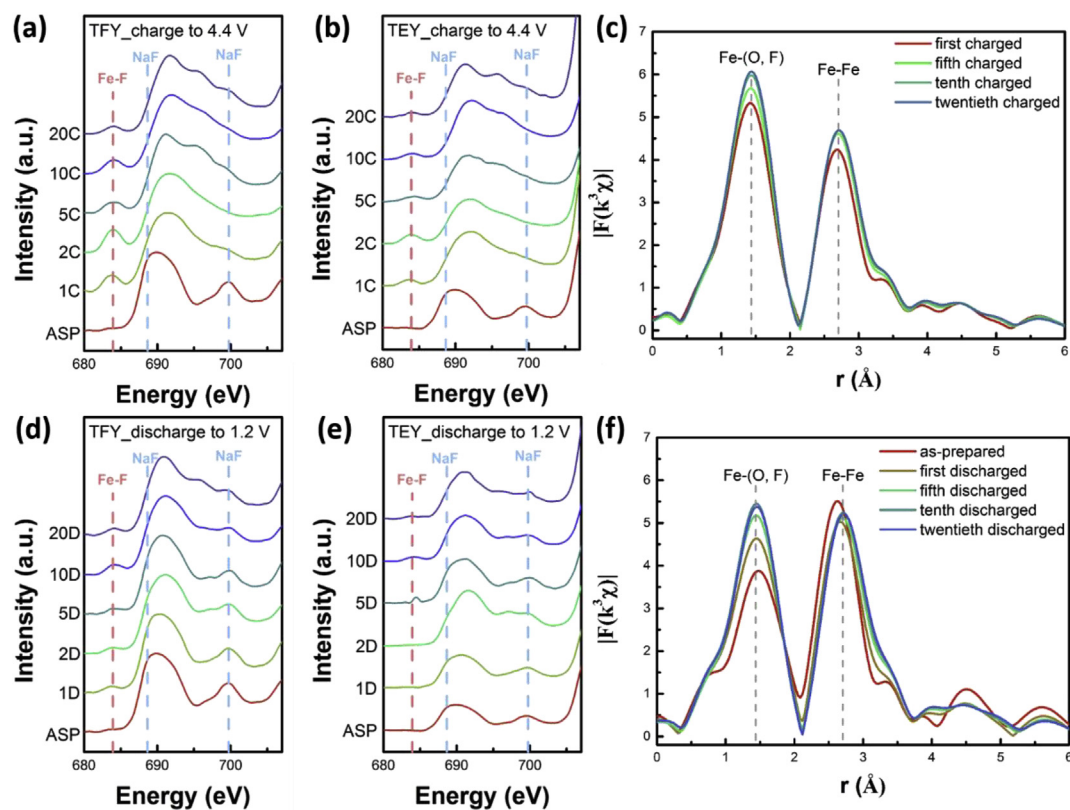 (a)
TFY_charge to 4.4 V
Fe-F
NaF
NaF
20C
10C
5C
2C
1C
ASP
Intensity (a.u.)
680
690
700
Energy (eV)
(b)
TEY_charge to 4.4 V
NaF
NaF
Fe-F
20C
10C
5C
2C
1C
ASP
Intensity (a.u.)
680
690
700
Energy (eV)
(c)
first charged
fifth charged
tenth charged
twentieth charged
Fe-(O, F)
Fe-Fe
|F(k³χ)|
7
6
5
4
3
2
1
0
0
1
2
3
4
5
6
r (Å)
(d)
TFY_discharge to 1.2 V
NaF
NaF
Fe-F
20D
10D
5D
2D
1D
ASP
Intensity (a.u.)
680
690
700
Energy (eV)
(e)
TEY_discharge to 1.2 V
NaF
NaF
Fe-F
20D
10D
5D
2D
1D
ASP
Intensity (a.u.)
680
690
700
Energy (eV)
(f)
as-prepared
first discharged
fifth discharged
tenth discharged
twentieth discharged
Fe-(O, F)
Fe-Fe
|F(k³χ)|
7
6
5
4
3
2
1
0
0
1
2
3
4
5
6
r (Å)